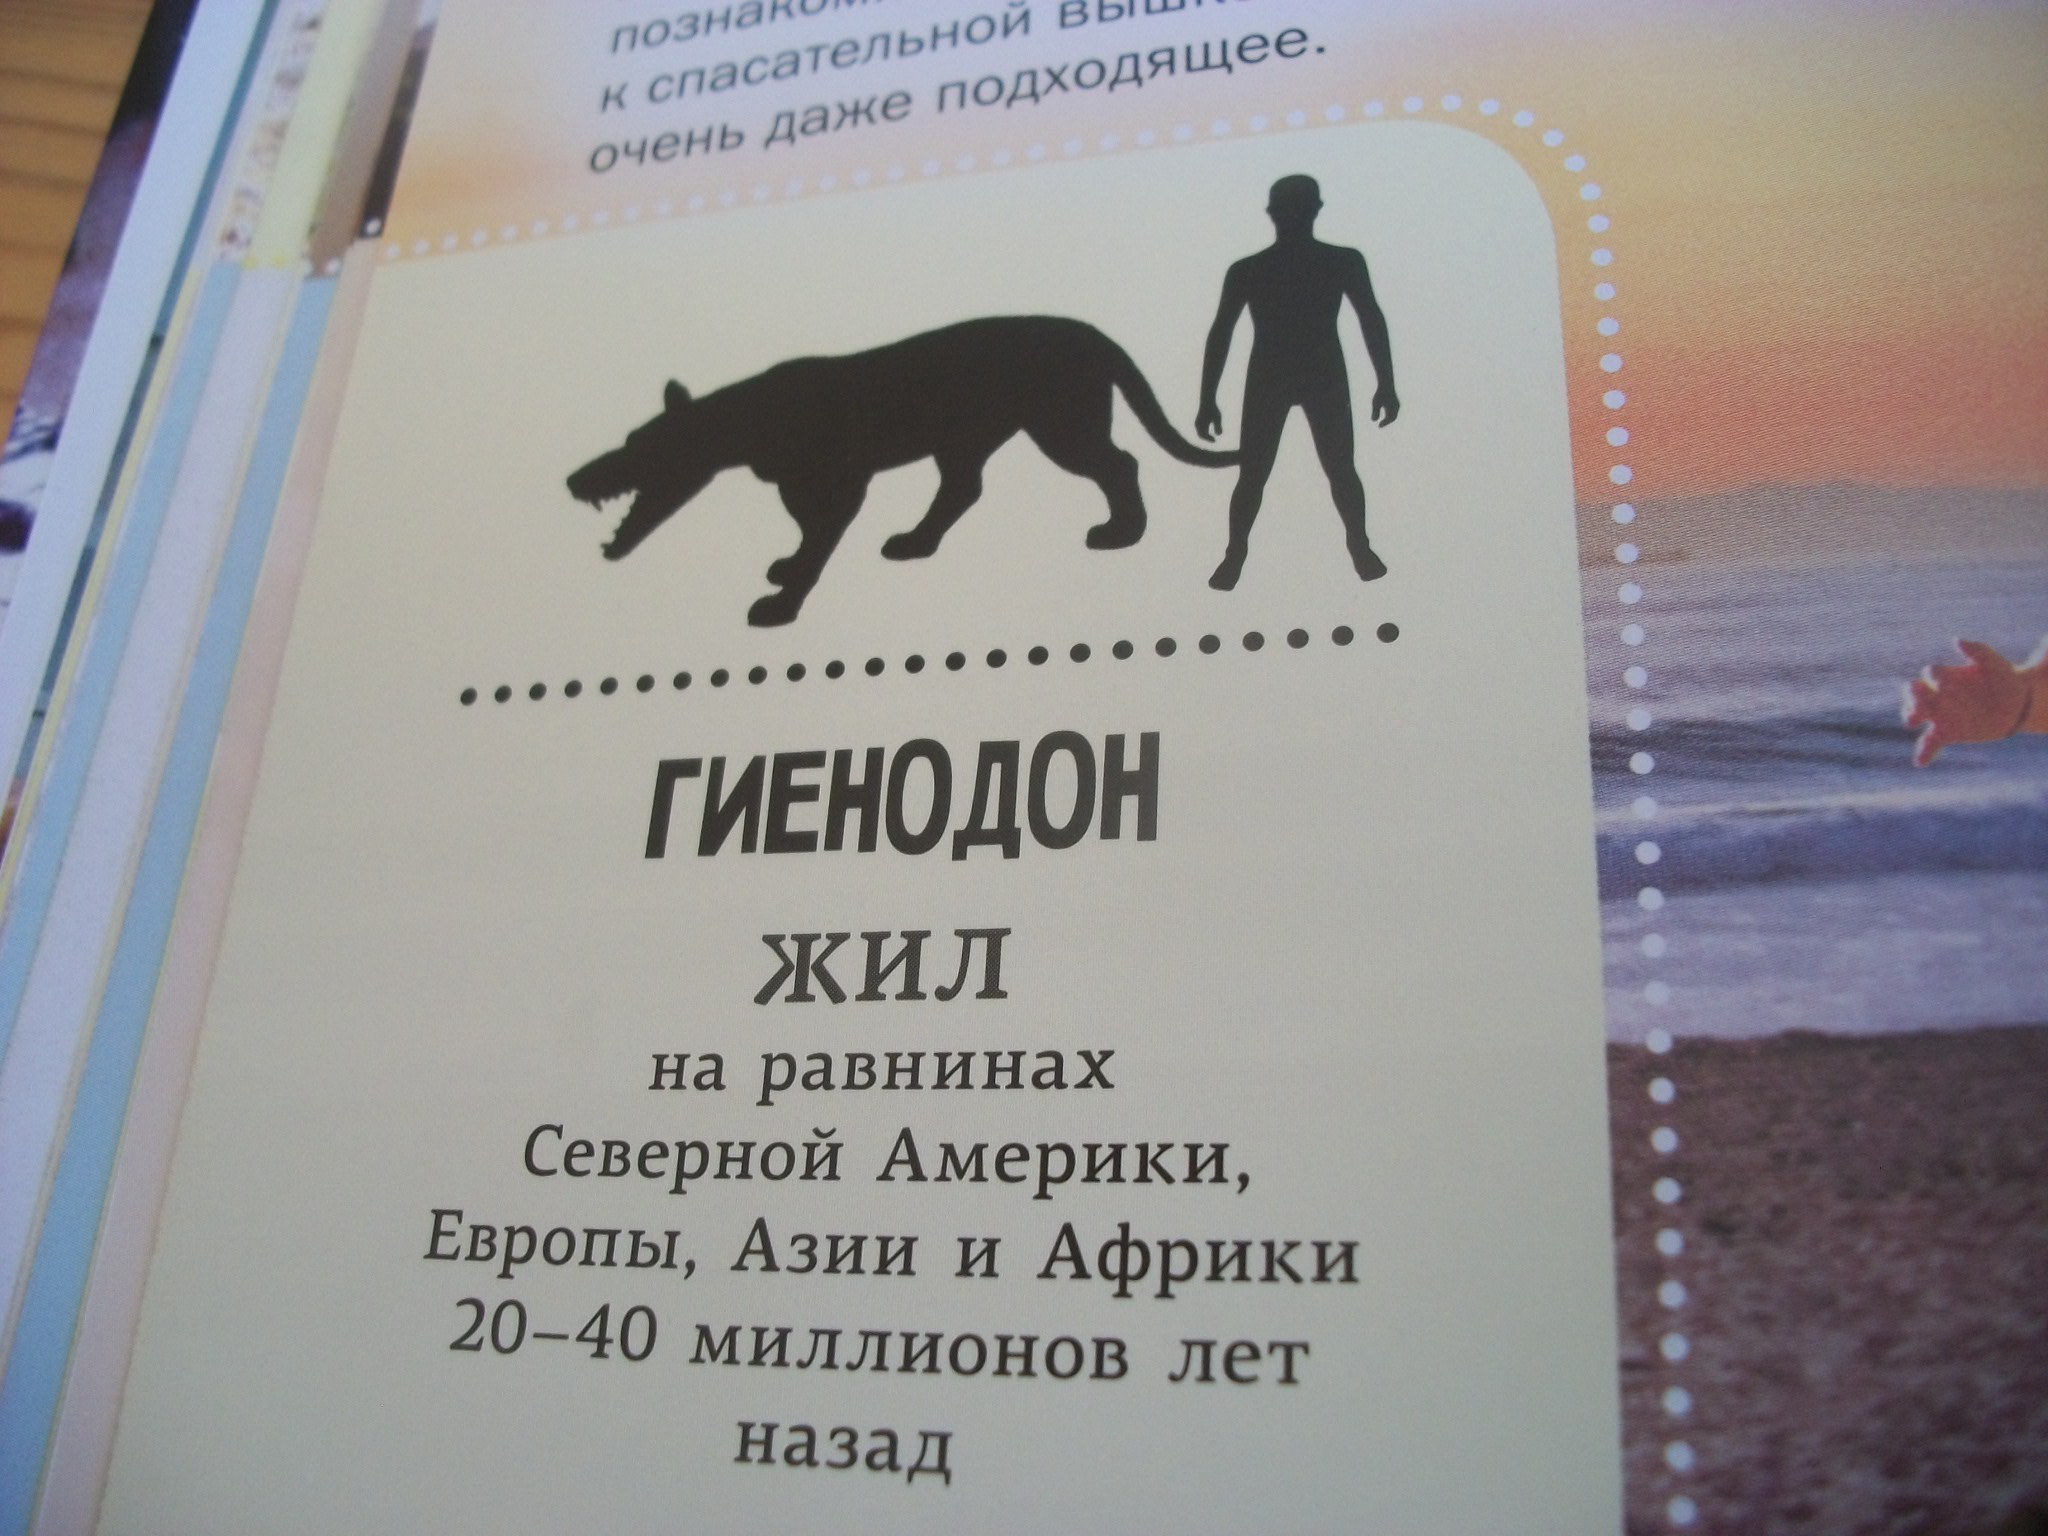 к спасательной
очень даже подходящее.
ГИЕНОДОН
ЖИЛ
на равнинах
Северной Америки,
Европы, Азии и Африки
20–40 миллионов лет
назад